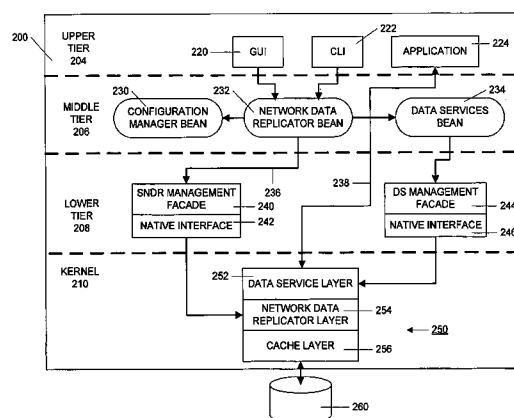 200
UPPER TIER
204
220
GUI
222
CLI
APPLICATION
224
MIDDLE TIER
206
230
CONFIGURATION MANAGER BEAN
232
NETWORK DATA REPLICATOR BEAN
234
DATA SERVICES BEAN
236
238
LOWER TIER
208
SNDR MANAGEMENT FACADE
240
NATIVE INTERFACE
242
DS MANAGEMENT FACADE
244
NATIVE INTERFACE
246
KERNEL
210
252
DATA SERVICE LAYER
NETWORK DATA REPLICATOR LAYER
254
CACHE LAYER
256
250
260